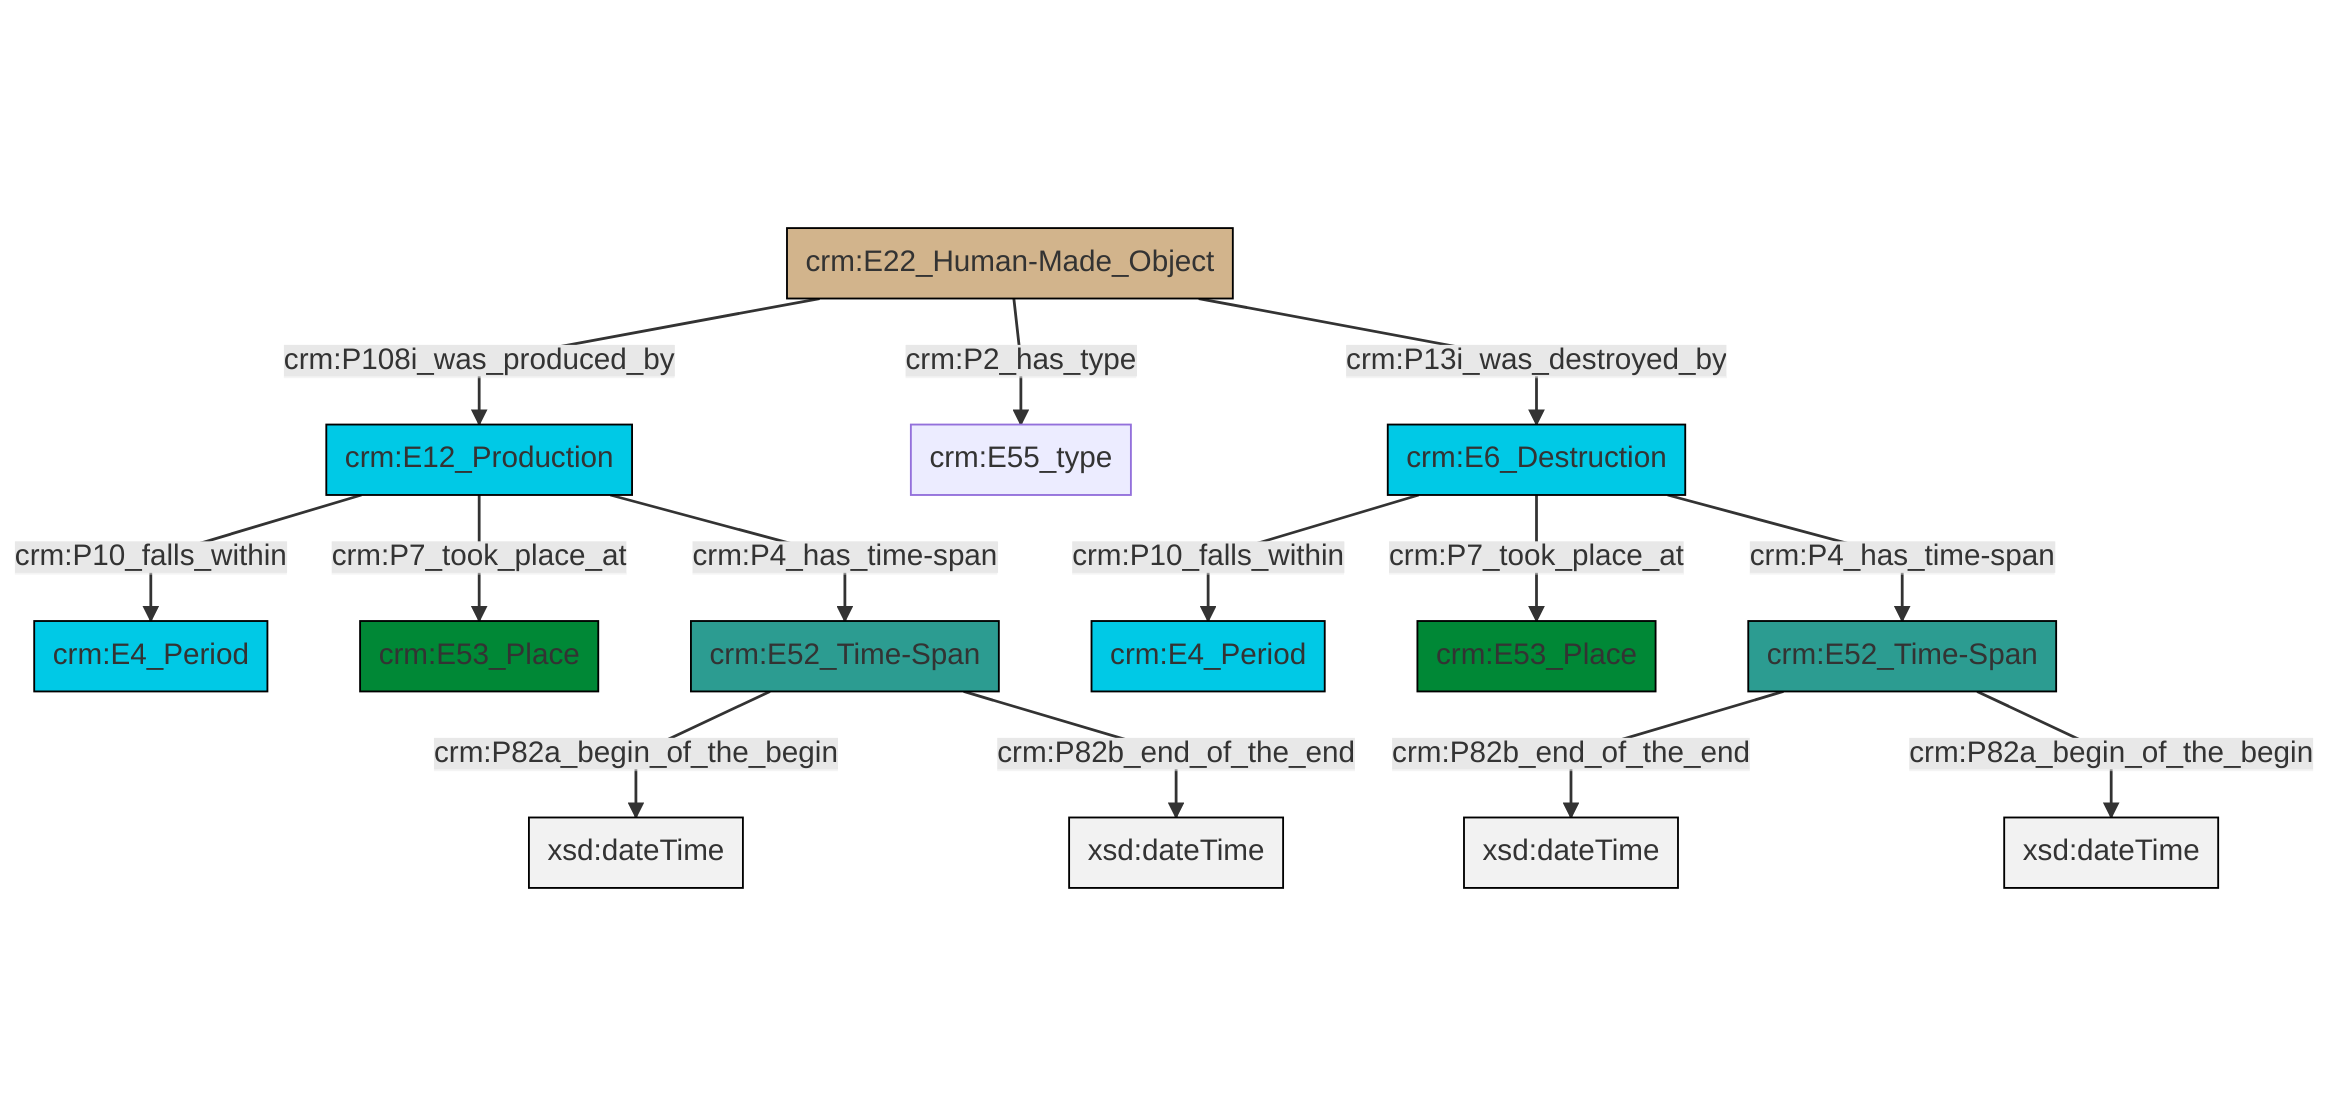 crm:E22_Human-Made_Object
crm:P108i_was_produced_by
crm:P2_has_type
crm:P13i_was_destroyed_by
crm:E12_Production
crm:E55_type
crm:E6_Destruction
crm:P10_falls_within
crm:P7_took_place_at
crm:P4_has_time-span
crm:P10_falls_within
crm:P7_took_place_at
crm:P4_has_time-span
crm:E4_Period
crm:E53_Place
crm:E52_Time-Span
crm:E4_Period
crm:E53_Place
crm:E52_Time-Span
crm:P82a_begin_of_the_begin
crm:P82b_end_of_the_end
crm:P82b_end_of_the_end
crm:P82a_begin_of_the_begin
xsd:dateTime
xsd:dateTime
xsd:dateTime
xsd:dateTime